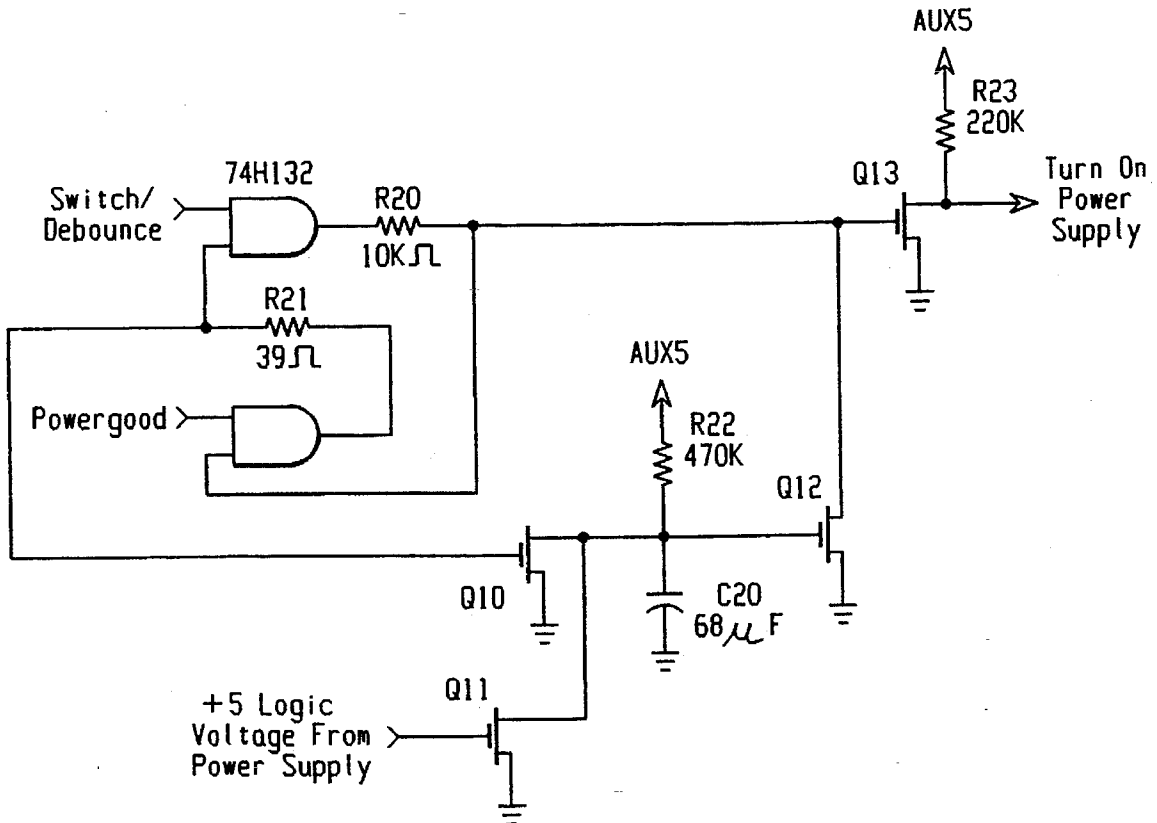 AUX5
R23
220K
Q13
Turn On
Power
Supply
74H132
Switch/
Debounce
R20
10KΩ
R21
39Ω
AUX5
Powergood
R22
470K
Q12
Q10
C20
68μF
Q11
+5 Logic
Voltage From
Power Supply